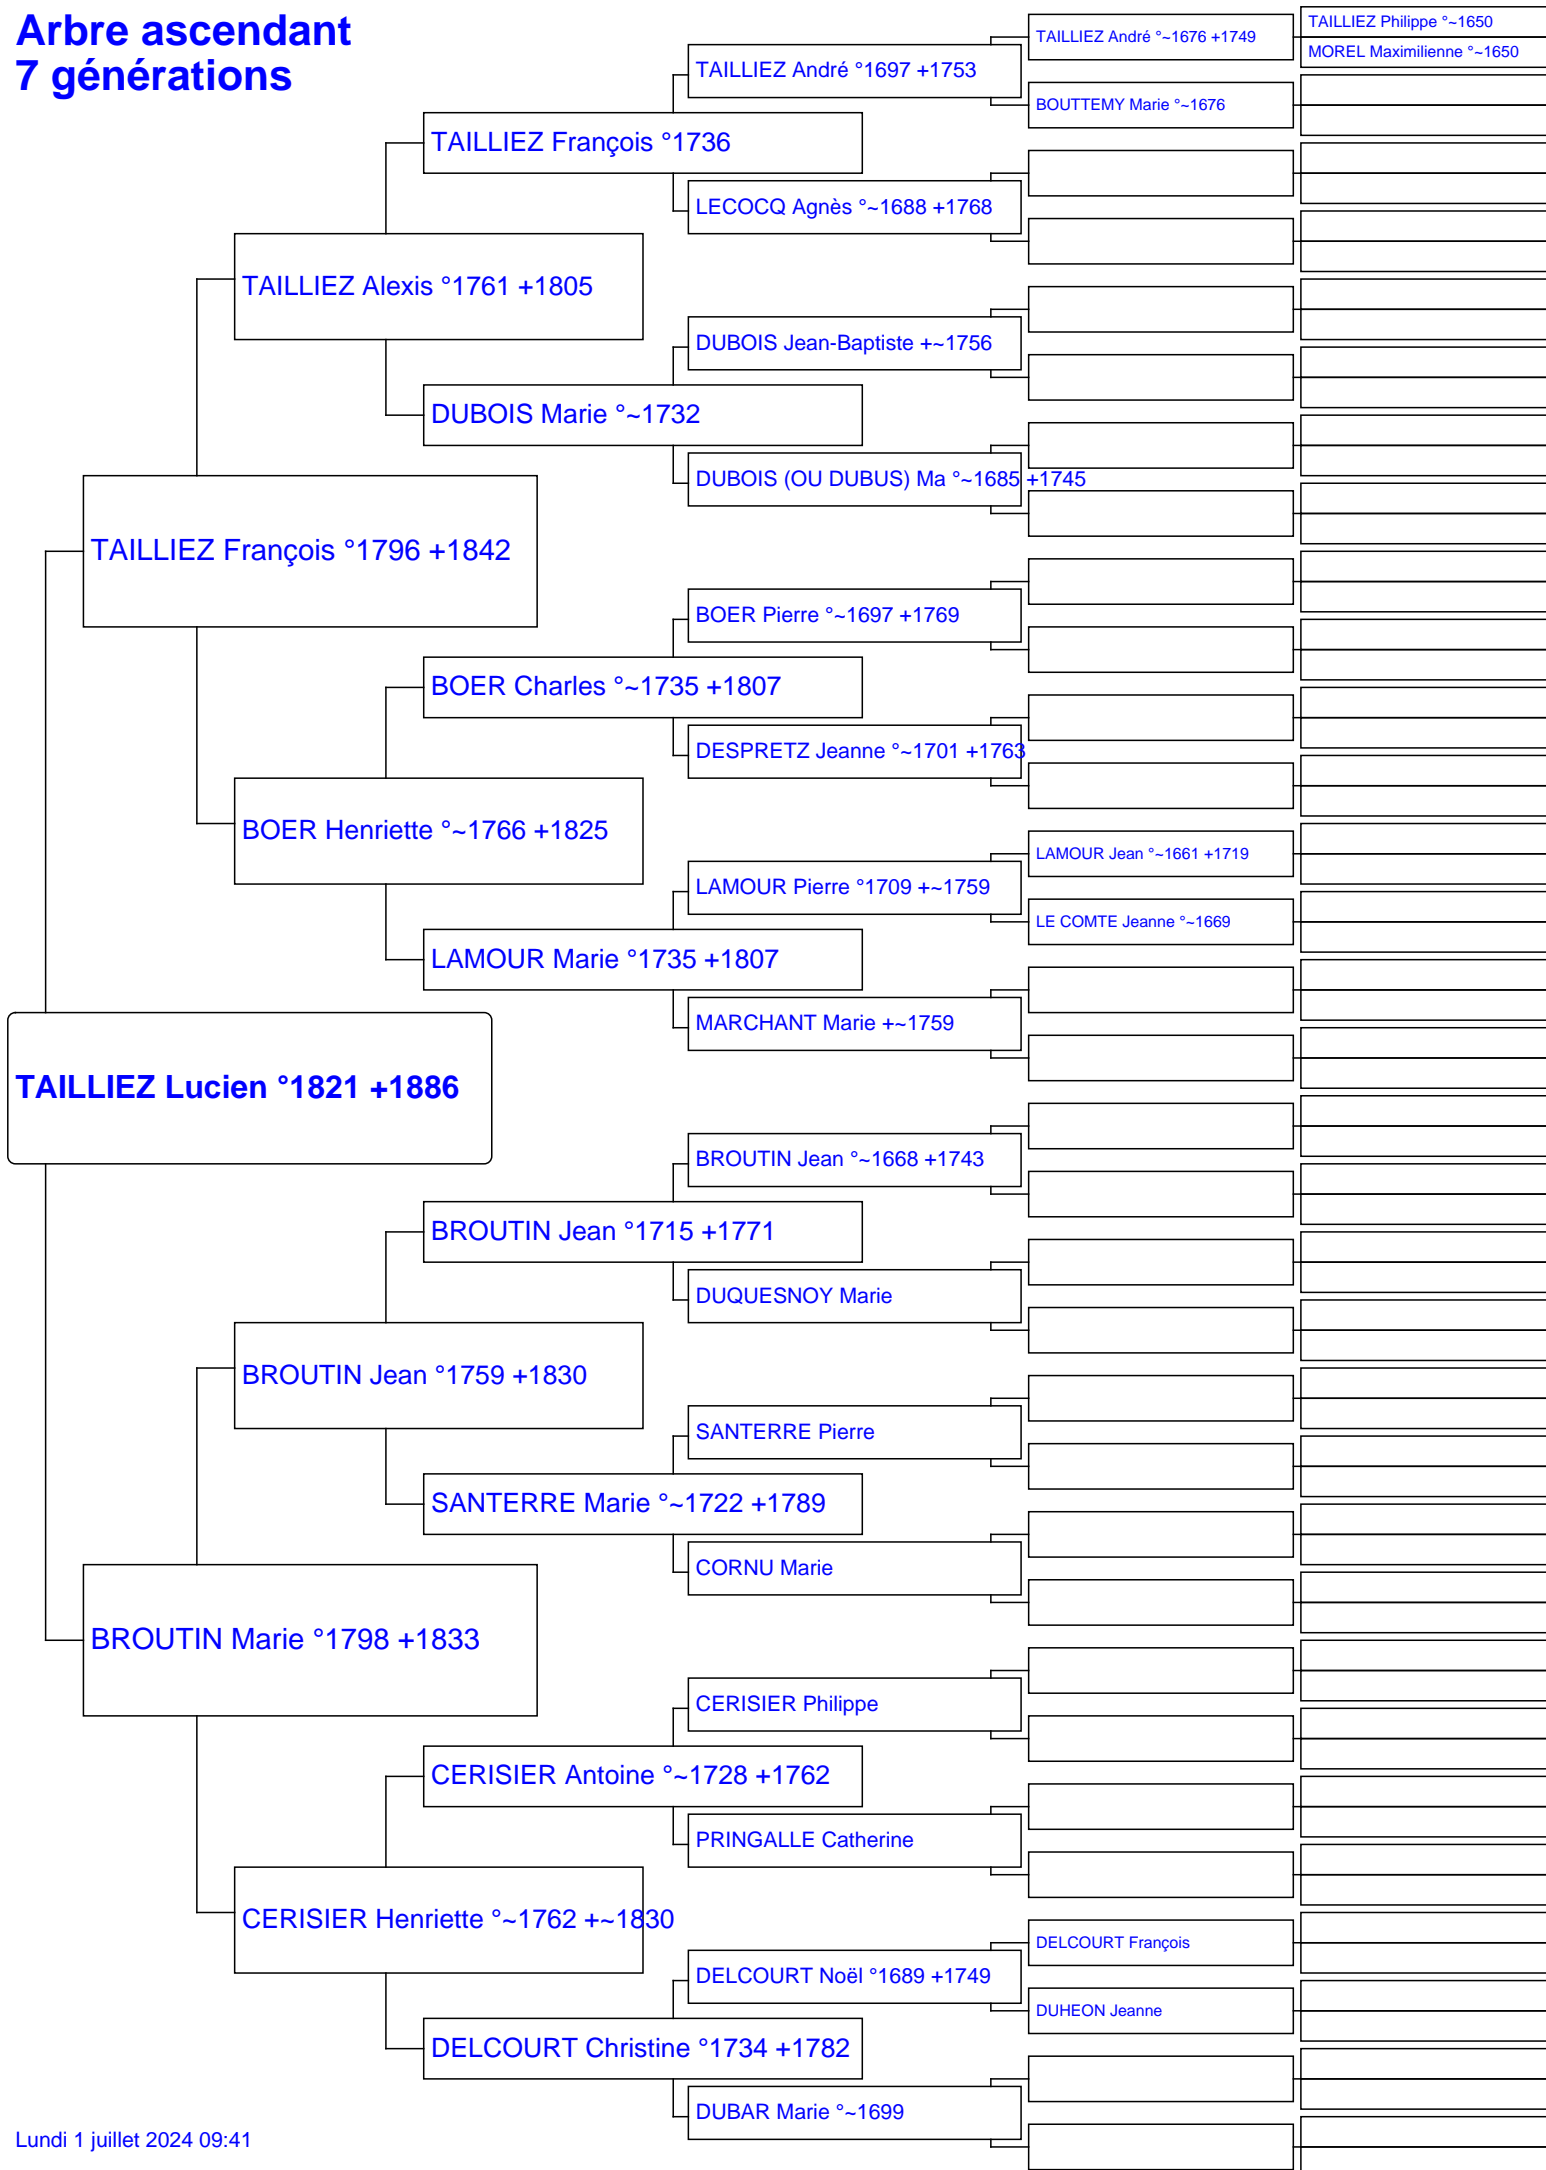 Arbre ascendant
7 générations
TAILLIEZ Lucien °1821 +1886
TAILLIEZ François °1796 +1842
BROUTIN Marie °1798 +1833
TAILLIEZ Alexis °1761 +1805
BOER Henriette °~1766 +1825
BROUTIN Jean °1759 +1830
CERISIER Henriette °~1762 +~1830
TAILLIEZ François °1736
DUBOIS Marie °~1732
BOER Charles °~1735 +1807
LAMOUR Marie °1735 +1807
BROUTIN Jean °1715 +1771
SANTERRE Marie °~1722 +1789
CERISIER Antoine °~1728 +1762
DELCOURT Christine °1734 +1782
TAILLIEZ André °1697 +1753
LECOCQ Agnès °~1688 +1768
DUBOIS Jean-Baptiste +~1756
DUBOIS (OU DUBUS) Ma °~1685 +1745
BOER Pierre °~1697 +1769
DESPRETZ Jeanne °~1701 +1763
LAMOUR Pierre °1709 +~1759
MARCHANT Marie +~1759
BROUTIN Jean °~1668 +1743
DUQUESNOY Marie
SANTERRE Pierre
CORNU Marie
CERISIER Philippe
PRINGALLE Catherine
DELCOURT Noël °1689 +1749
DUBAR Marie °~1699
TAILLIEZ André °~1676 +1749
BOUTTEMY Marie °~1676
LAMOUR Jean °~1661 +1719
LE COMTE Jeanne °~1669
DELCOURT François
DUHEON Jeanne
TAILLIEZ Philippe °~1650
MOREL Maximilienne °~1650
Lundi 1 juillet 2024 09:41